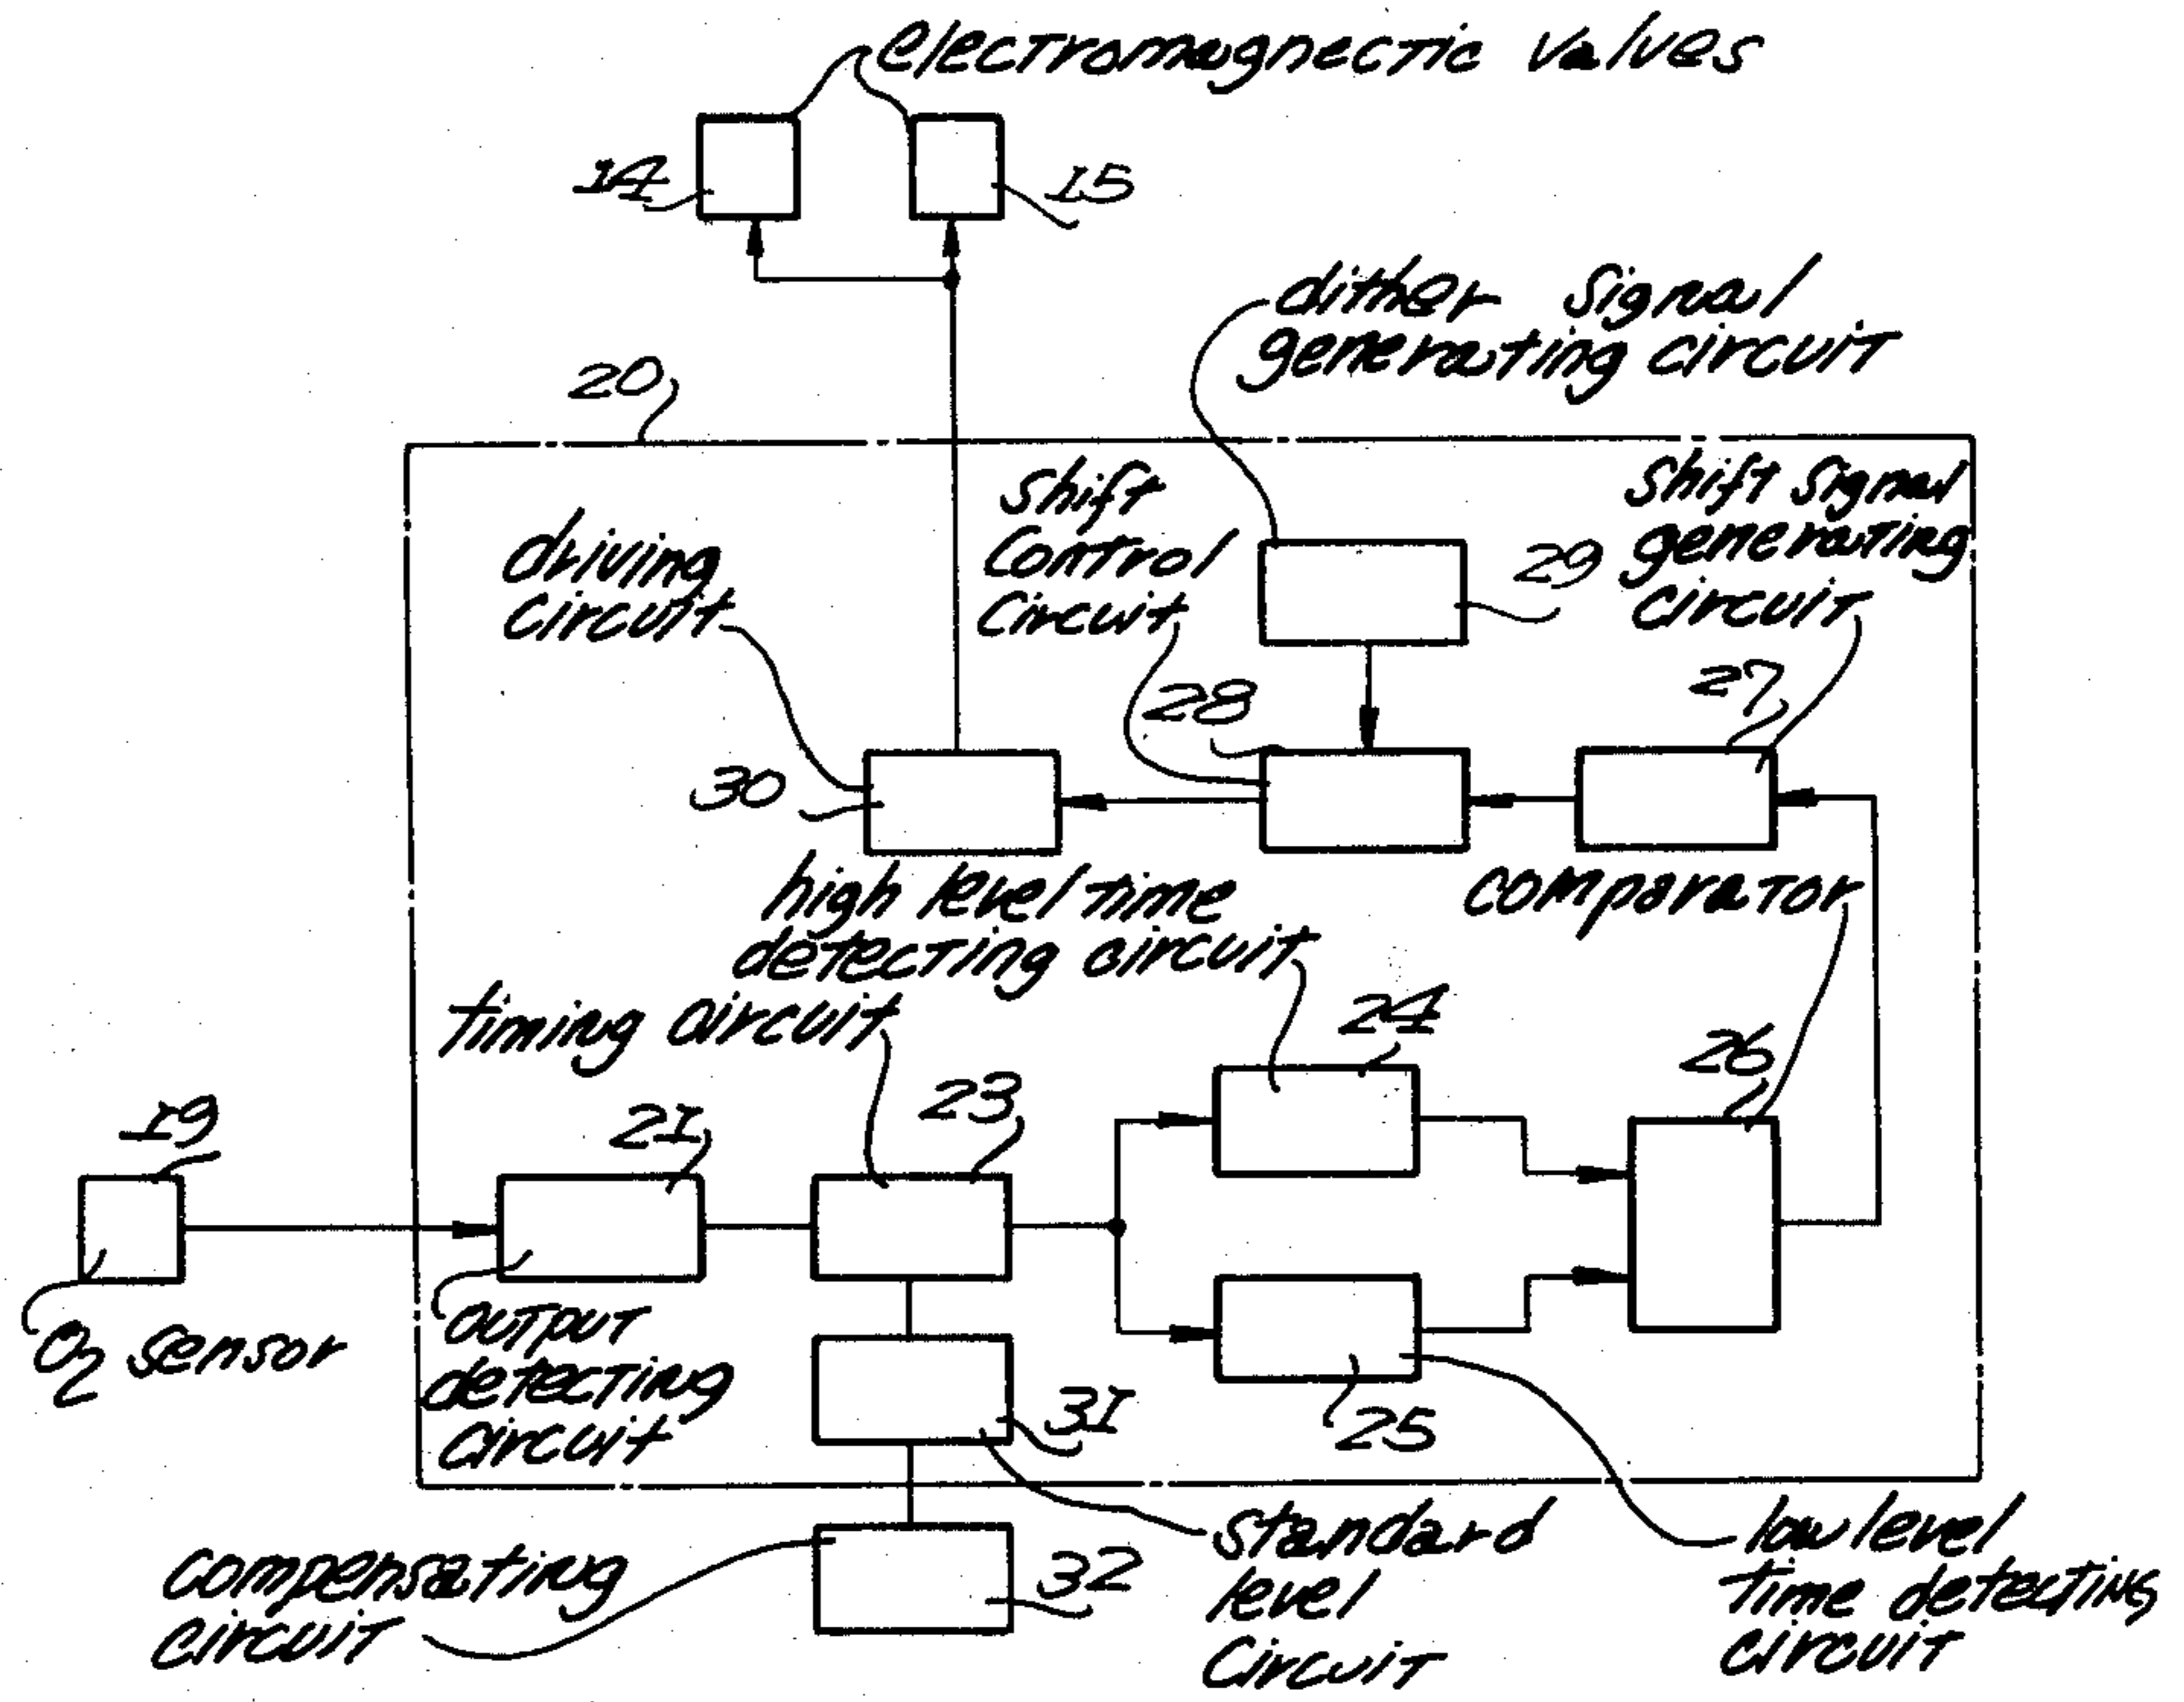 electromagnectic valves
14
15
dither signal
generating circuit
20
shift
control
circuit
shift signal
generating
circuit
driving
circuit
29
27
28
30
high level time
detecting circuit
comparator
timing circuit
24
26
23
21
19
O2 sensor
output
detecting
circuit
31
25
standard
level
circuit
low level
time detecting
circuit
compensating
circuit
32